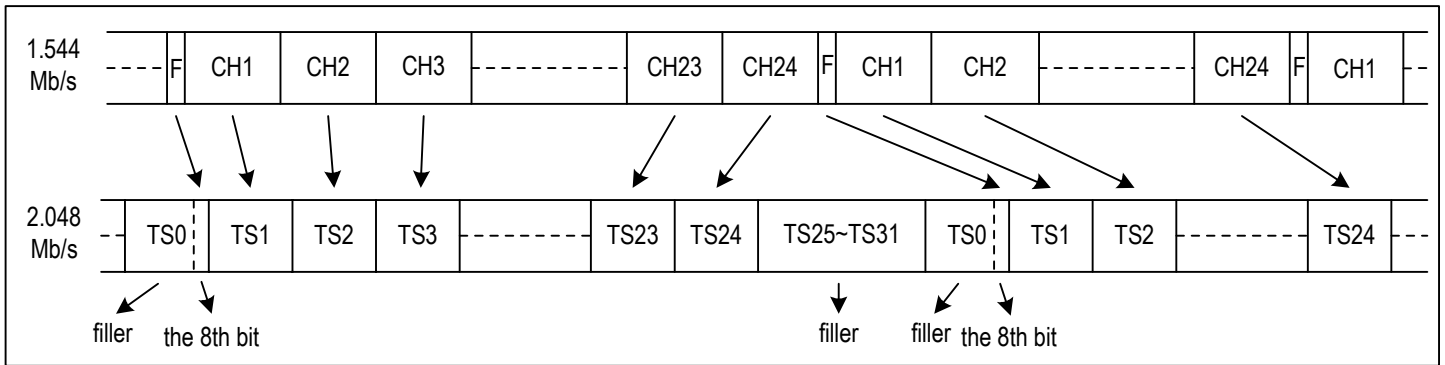 1.544
Mb/s
F CH1 CH2 CH3 CH23 CH24 F CH1 CH2 CH24 F CH1
2.048
Mb/s
TS0 TS1 TS2 TS3 TS23 TS24 TS25~TS31 TS0 TS1 TS2 TS24
filler the 8th bit filler filler the 8th bit